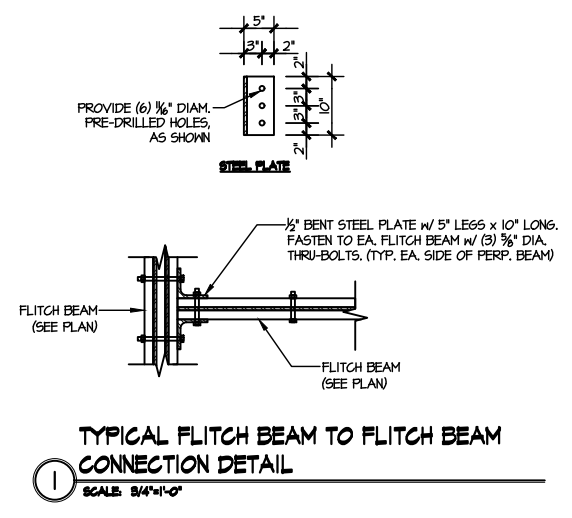 5"
3" 2"
2"
3"
3"
10"
2"
PROVIDE (6) 11/16" DIAM.
PRE-DRILLED HOLES,
AS SHOWN
STEEL PLATE
1/2" BENT STEEL PLATE w/ 5" LEGS x 10" LONG.
FASTEN TO EA. FLITCH BEAM w/ (3) 5/8" DIA.
THRU-BOLTS. (TYP. EA. SIDE OF PERP. BEAM)
FLITCH BEAM
(SEE PLAN)
FLITCH BEAM
(SEE PLAN)
TYPICAL FLITCH BEAM TO FLITCH BEAM
CONNECTION DETAIL
1
SCALE: 3/4"=1'-0"